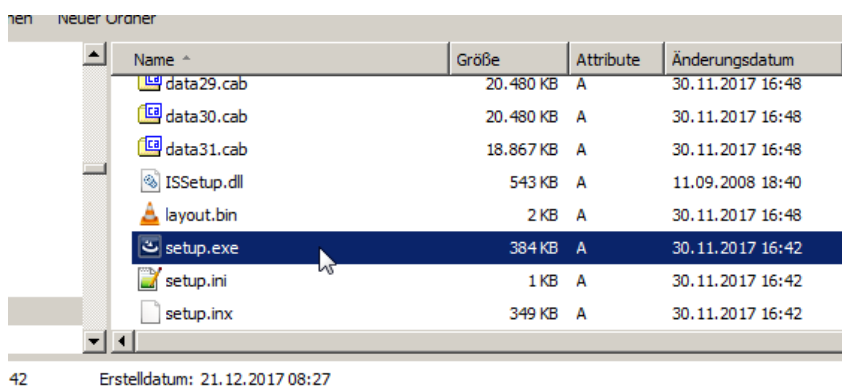 Neuer Ordner
Name Größe Attribute Änderungsdatum
data29.cab 20.480 KB A 30.11.2017 16:48
data30.cab 20.480 KB A 30.11.2017 16:48
data31.cab 18.867 KB A 30.11.2017 16:48
ISSetup.dll 543 KB A 11.09.2008 18:40
layout.bin 2 KB A 30.11.2017 16:48
setup.exe 384 KB A 30.11.2017 16:42
setup.ini 1 KB A 30.11.2017 16:42
setup.inx 349 KB A 30.11.2017 16:42
42 Erstelldatum: 21.12.2017 08:27